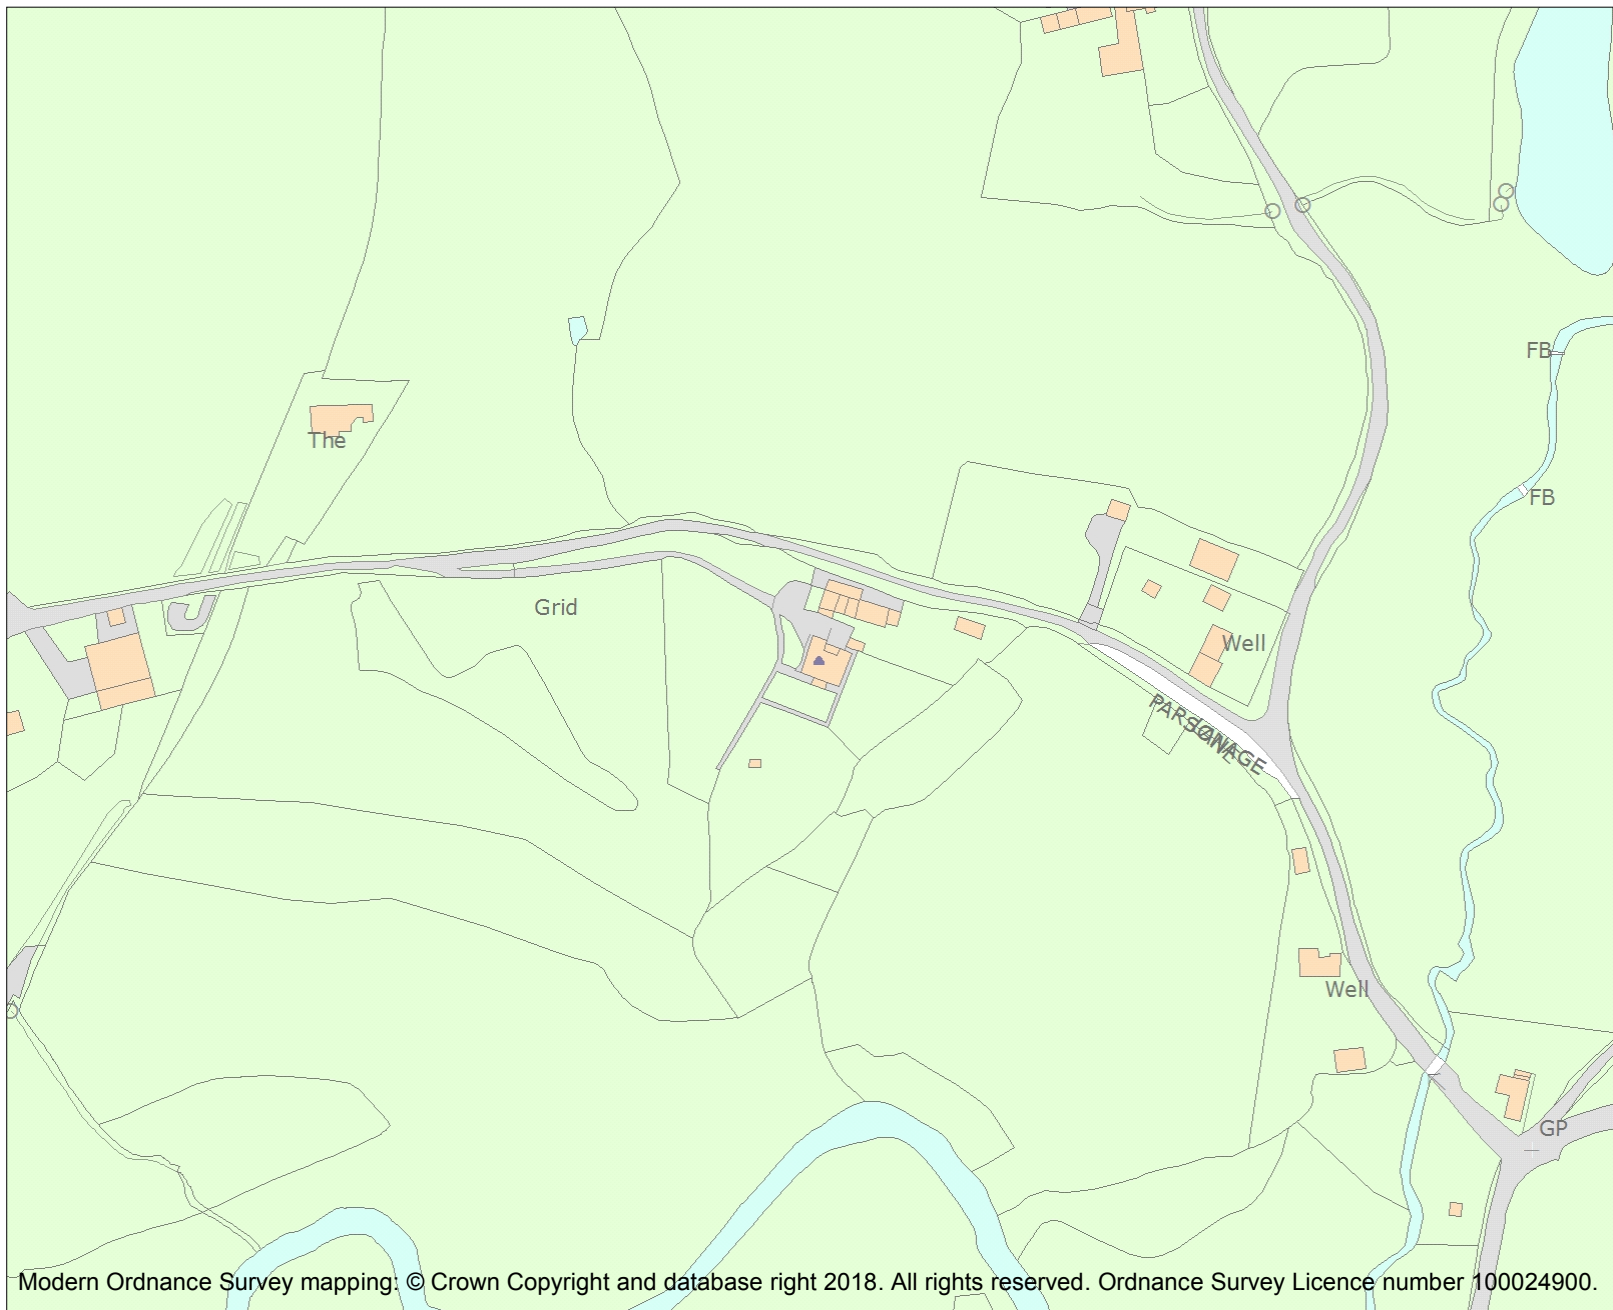 FB
The
FB
Grid
Well
PARSONAGE
LANE
Well
GP
Modern Ordnance Survey mapping: © Crown Copyright and database right 2018. All rights reserved. Ordnance Survey Licence number 100024900.